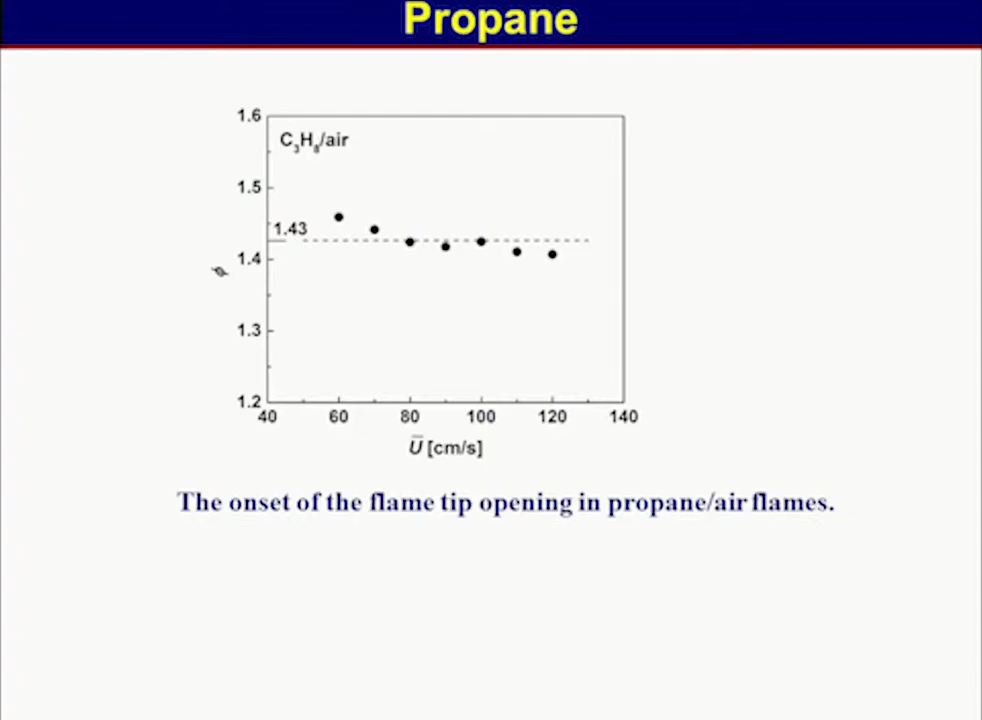 Propane
1.6
C₃H₈/air
1.5
1.43
1.4
ϕ
1.3
1.2
40 60 80 100 120 140
U̅ [cm/s]
The onset of the flame tip opening in propane/air flames.